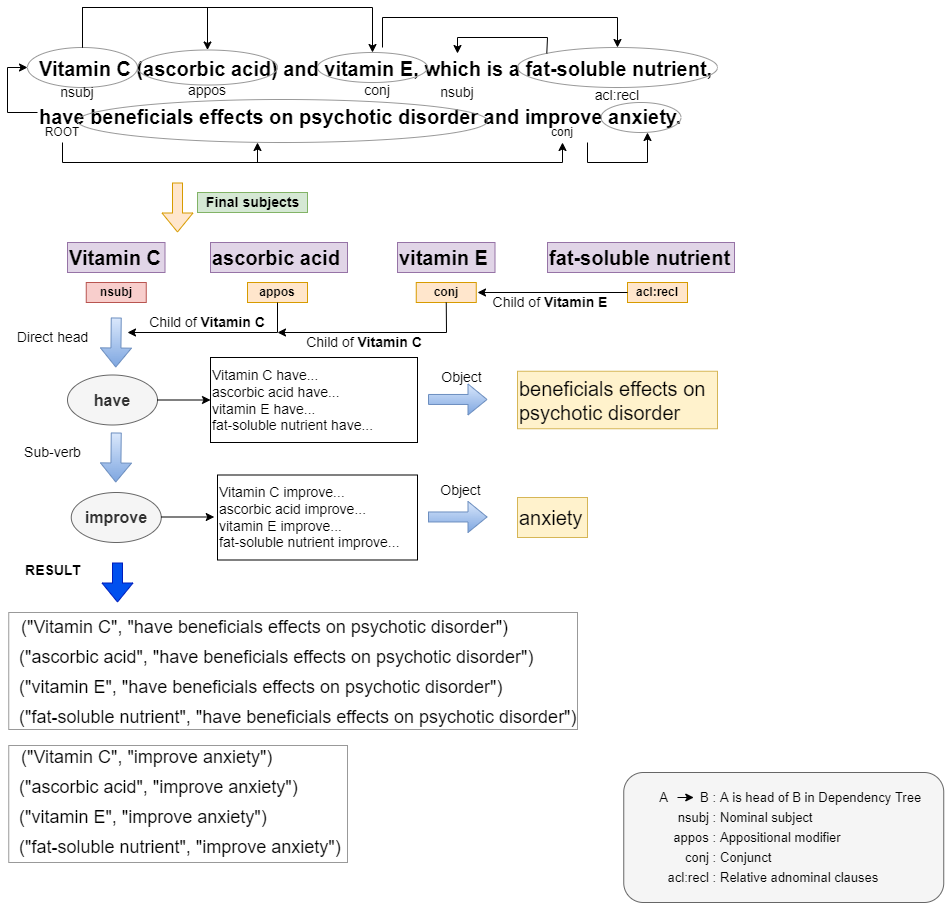 Vitamin C (ascorbic acid) and vitamin E, which is a fat-soluble nutrient,
nsubj appos conj nsubj acl:recl
have beneficials effects on psychotic disorder and improve anxiety.
ROOT conj
Final subjects
Vitamin C ascorbic acid vitamin E fat-soluble nutrient
nsubj appos conj acl:recl
Child of Vitamin E
Child of Vitamin C
Child of Vitamin C
Direct head
have
Vitamin C have...
ascorbic acid have...
vitamin E have...
fat-soluble nutrient have...
Object
beneficials effects on
psychotic disorder
Sub-verb
improve
Vitamin C improve...
ascorbic acid improve...
vitamin E improve...
fat-soluble nutrient improve...
Object
anxiety
RESULT
("Vitamin C", "have beneficials effects on psychotic disorder")
("ascorbic acid", "have beneficials effects on psychotic disorder")
("vitamin E", "have beneficials effects on psychotic disorder")
("fat-soluble nutrient", "have beneficials effects on psychotic disorder")
("Vitamin C", "improve anxiety")
("ascorbic acid", "improve anxiety")
("vitamin E", "improve anxiety")
("fat-soluble nutrient", "improve anxiety")
A B : A is head of B in Dependency Tree
nsubj : Nominal subject
appos : Appositional modifier
conj : Conjunct
acl:recl : Relative adnominal clauses